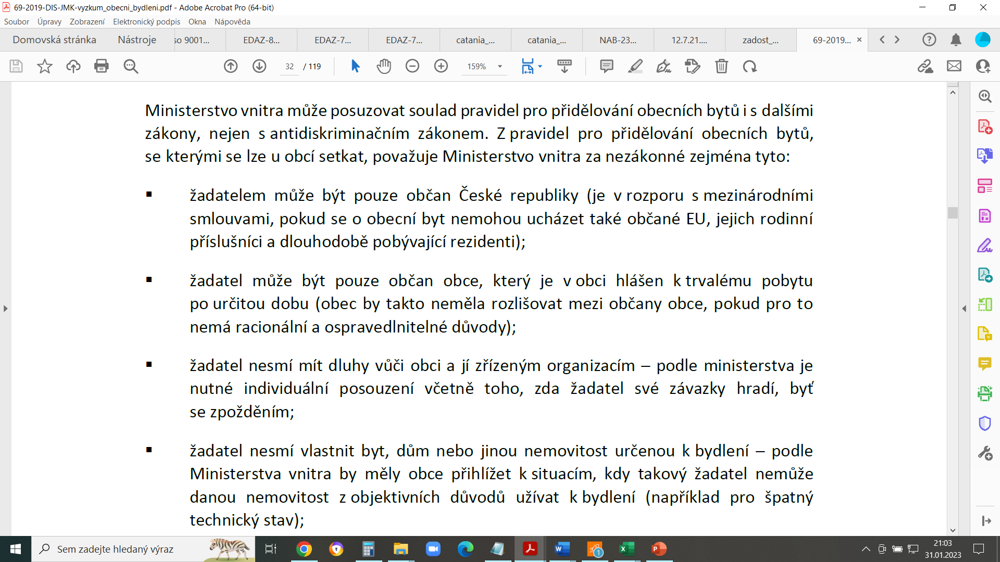 69-2019-DIS-JMK-vyzkum_obecni_bydleni.pdf - Adobe Acrobat Pro (64-bit)
Soubor Úpravy Zobrazení Elektronický podpis Okna Nápověda
Domovská stránka Nástroje so 9001... EDAZ-8... EDAZ-7... EDAZ-7... catania_... catania_... NAB-23... 12.7.21.... zadost_... 69-2019...
32 / 119 159%
Ministerstvo vnitra může posuzovat soulad pravidel pro přidělování obecních bytů i s dalšími
zákony, nejen s antidiskriminačním zákonem. Z pravidel pro přidělování obecních bytů,
se kterými se lze u obcí setkat, považuje Ministerstvo vnitra za nezákonné zejména tyto:
▪ žadatelem může být pouze občan České republiky (je v rozporu s mezinárodními
smlouvami, pokud se o obecní byt nemohou ucházet také občané EU, jejich rodinní
příslušníci a dlouhodobě pobývající rezidenti);
▪ žadatel může být pouze občan obce, který je v obci hlášen k trvalému pobytu
po určitou dobu (obec by takto neměla rozlišovat mezi občany obce, pokud pro to
nemá racionální a ospravedlnitelné důvody);
▪ žadatel nesmí mít dluhy vůči obci a jí zřízeným organizacím – podle ministerstva je
nutné individuální posouzení včetně toho, zda žadatel své závazky hradí, byť
se zpožděním;
▪ žadatel nesmí vlastnit byt, dům nebo jinou nemovitost určenou k bydlení – podle
Ministerstva vnitra by měly obce přihlížet k situacím, kdy takový žadatel nemůže
danou nemovitost z objektivních důvodů užívat k bydlení (například pro špatný
technický stav);
Sem zadejte hledaný výraz
1
21:03
31.01.2023